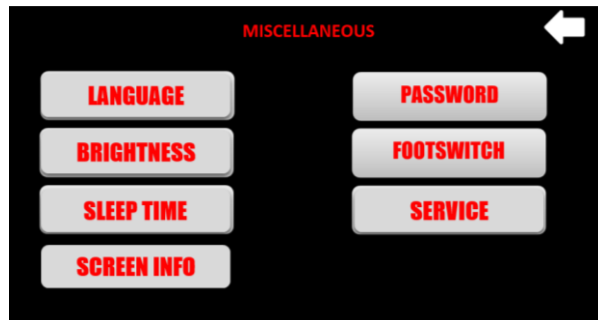 MISCELLANEOUS
LANGUAGE
PASSWORD
BRIGHTNESS
FOOTSWITCH
SLEEP TIME
SERVICE
SCREEN INFO